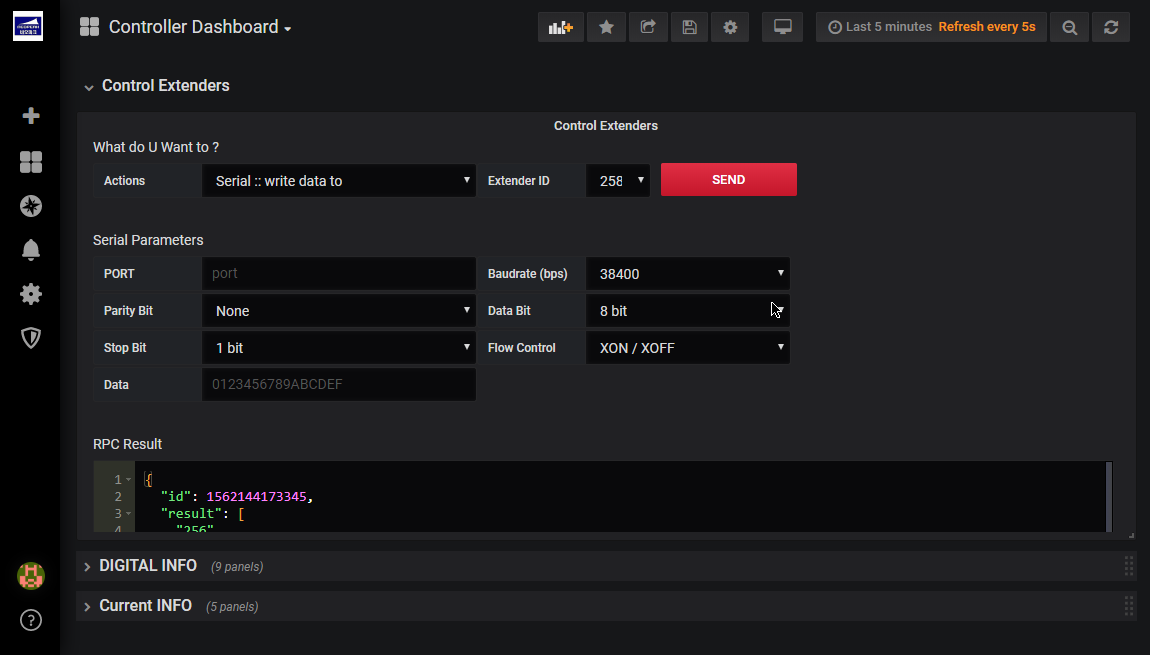 Controller Dashboard
Last 5 minutes Refresh every 5s
Control Extenders
Control Extenders
What do U Want to ?
Actions Serial :: write data to Extender ID 258 SEND
Serial Parameters
PORT port Baudrate (bps) 38400
Parity Bit None Data Bit 8 bit
Stop Bit 1 bit Flow Control XON / XOFF
Data 0123456789ABCDEF
RPC Result
1 {
2 "id": 1562144173345,
3 "result": [
4 "256"
DIGITAL INFO (9 panels)
Current INFO (5 panels)